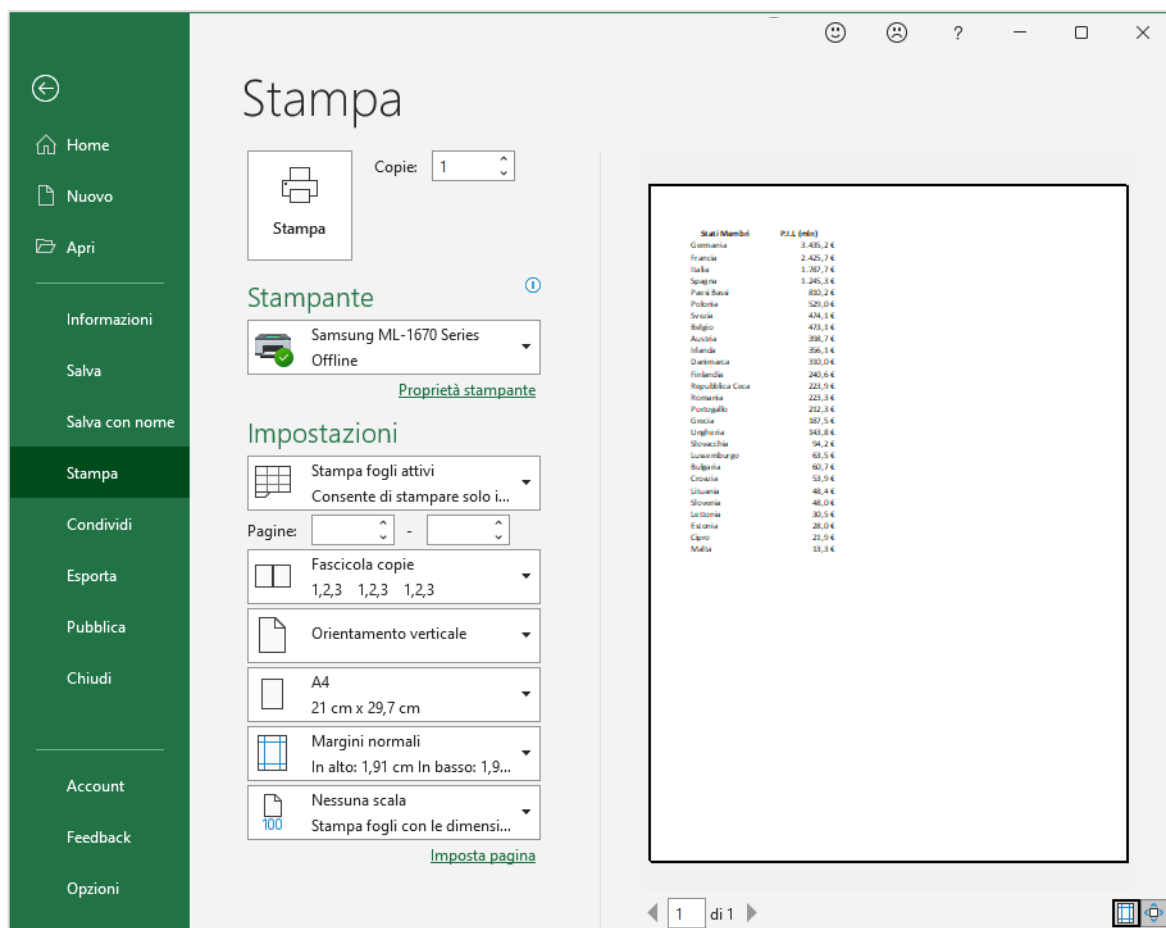 ?
Stampa
Home
Nuovo
Apri
Informazioni
Salva
Salva con nome
Stampa
Condividi
Esporta
Pubblica
Chiudi
Account
Feedback
Opzioni
Copie: 1
Stampa
Stampante
Samsung ML-1670 Series
Offline
Proprietà stampante
Impostazioni
Stampa fogli attivi
Consente di stampare solo i...
Pagine: -
Fascicola copie
1,2,3 1,2,3 1,2,3
Orientamento verticale
A4
21 cm x 29,7 cm
Margini normali
In alto: 1,91 cm In basso: 1,9...
100
Nessuna scala
Stampa fogli con le dimensi...
Imposta pagina
Stati Membri P.I.L (mln)
Germania 3.435,2 €
Francia 2.425,7 €
Italia 1.787,7 €
Spagna 1.245,3 €
Paesi Bassi 810,2 €
Polonia 529,0 €
Svezia 474,1 €
Belgio 473,1 €
Austria 398,7 €
Irlanda 356,1 €
Danimarca 310,0 €
Finlandia 240,6 €
Repubblica Ceca 223,9 €
Romania 223,3 €
Portogallo 212,3 €
Grecia 187,5 €
Ungheria 143,8 €
Slovacchia 94,2 €
Lussemburgo 63,5 €
Bulgaria 60,7 €
Croazia 53,9 €
Lituania 48,4 €
Slovenia 48,0 €
Lettonia 30,5 €
Estonia 28,0 €
Cipro 21,9 €
Malta 13,3 €
1 di 1